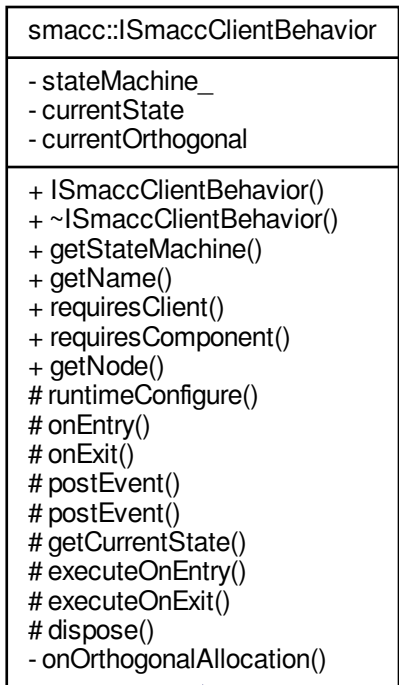 smacc::ISmaccClientBehavior
- stateMachine_
- currentState
- currentOrthogonal
+ ISmaccClientBehavior()
+ ~ISmaccClientBehavior()
+ getStateMachine()
+ getName()
+ requiresClient()
+ requiresComponent()
+ getNode()
# runtimeConfigure()
# onEntry()
# onExit()
# postEvent()
# postEvent()
# getCurrentState()
# executeOnEntry()
# executeOnExit()
# dispose()
- onOrthogonalAllocation()